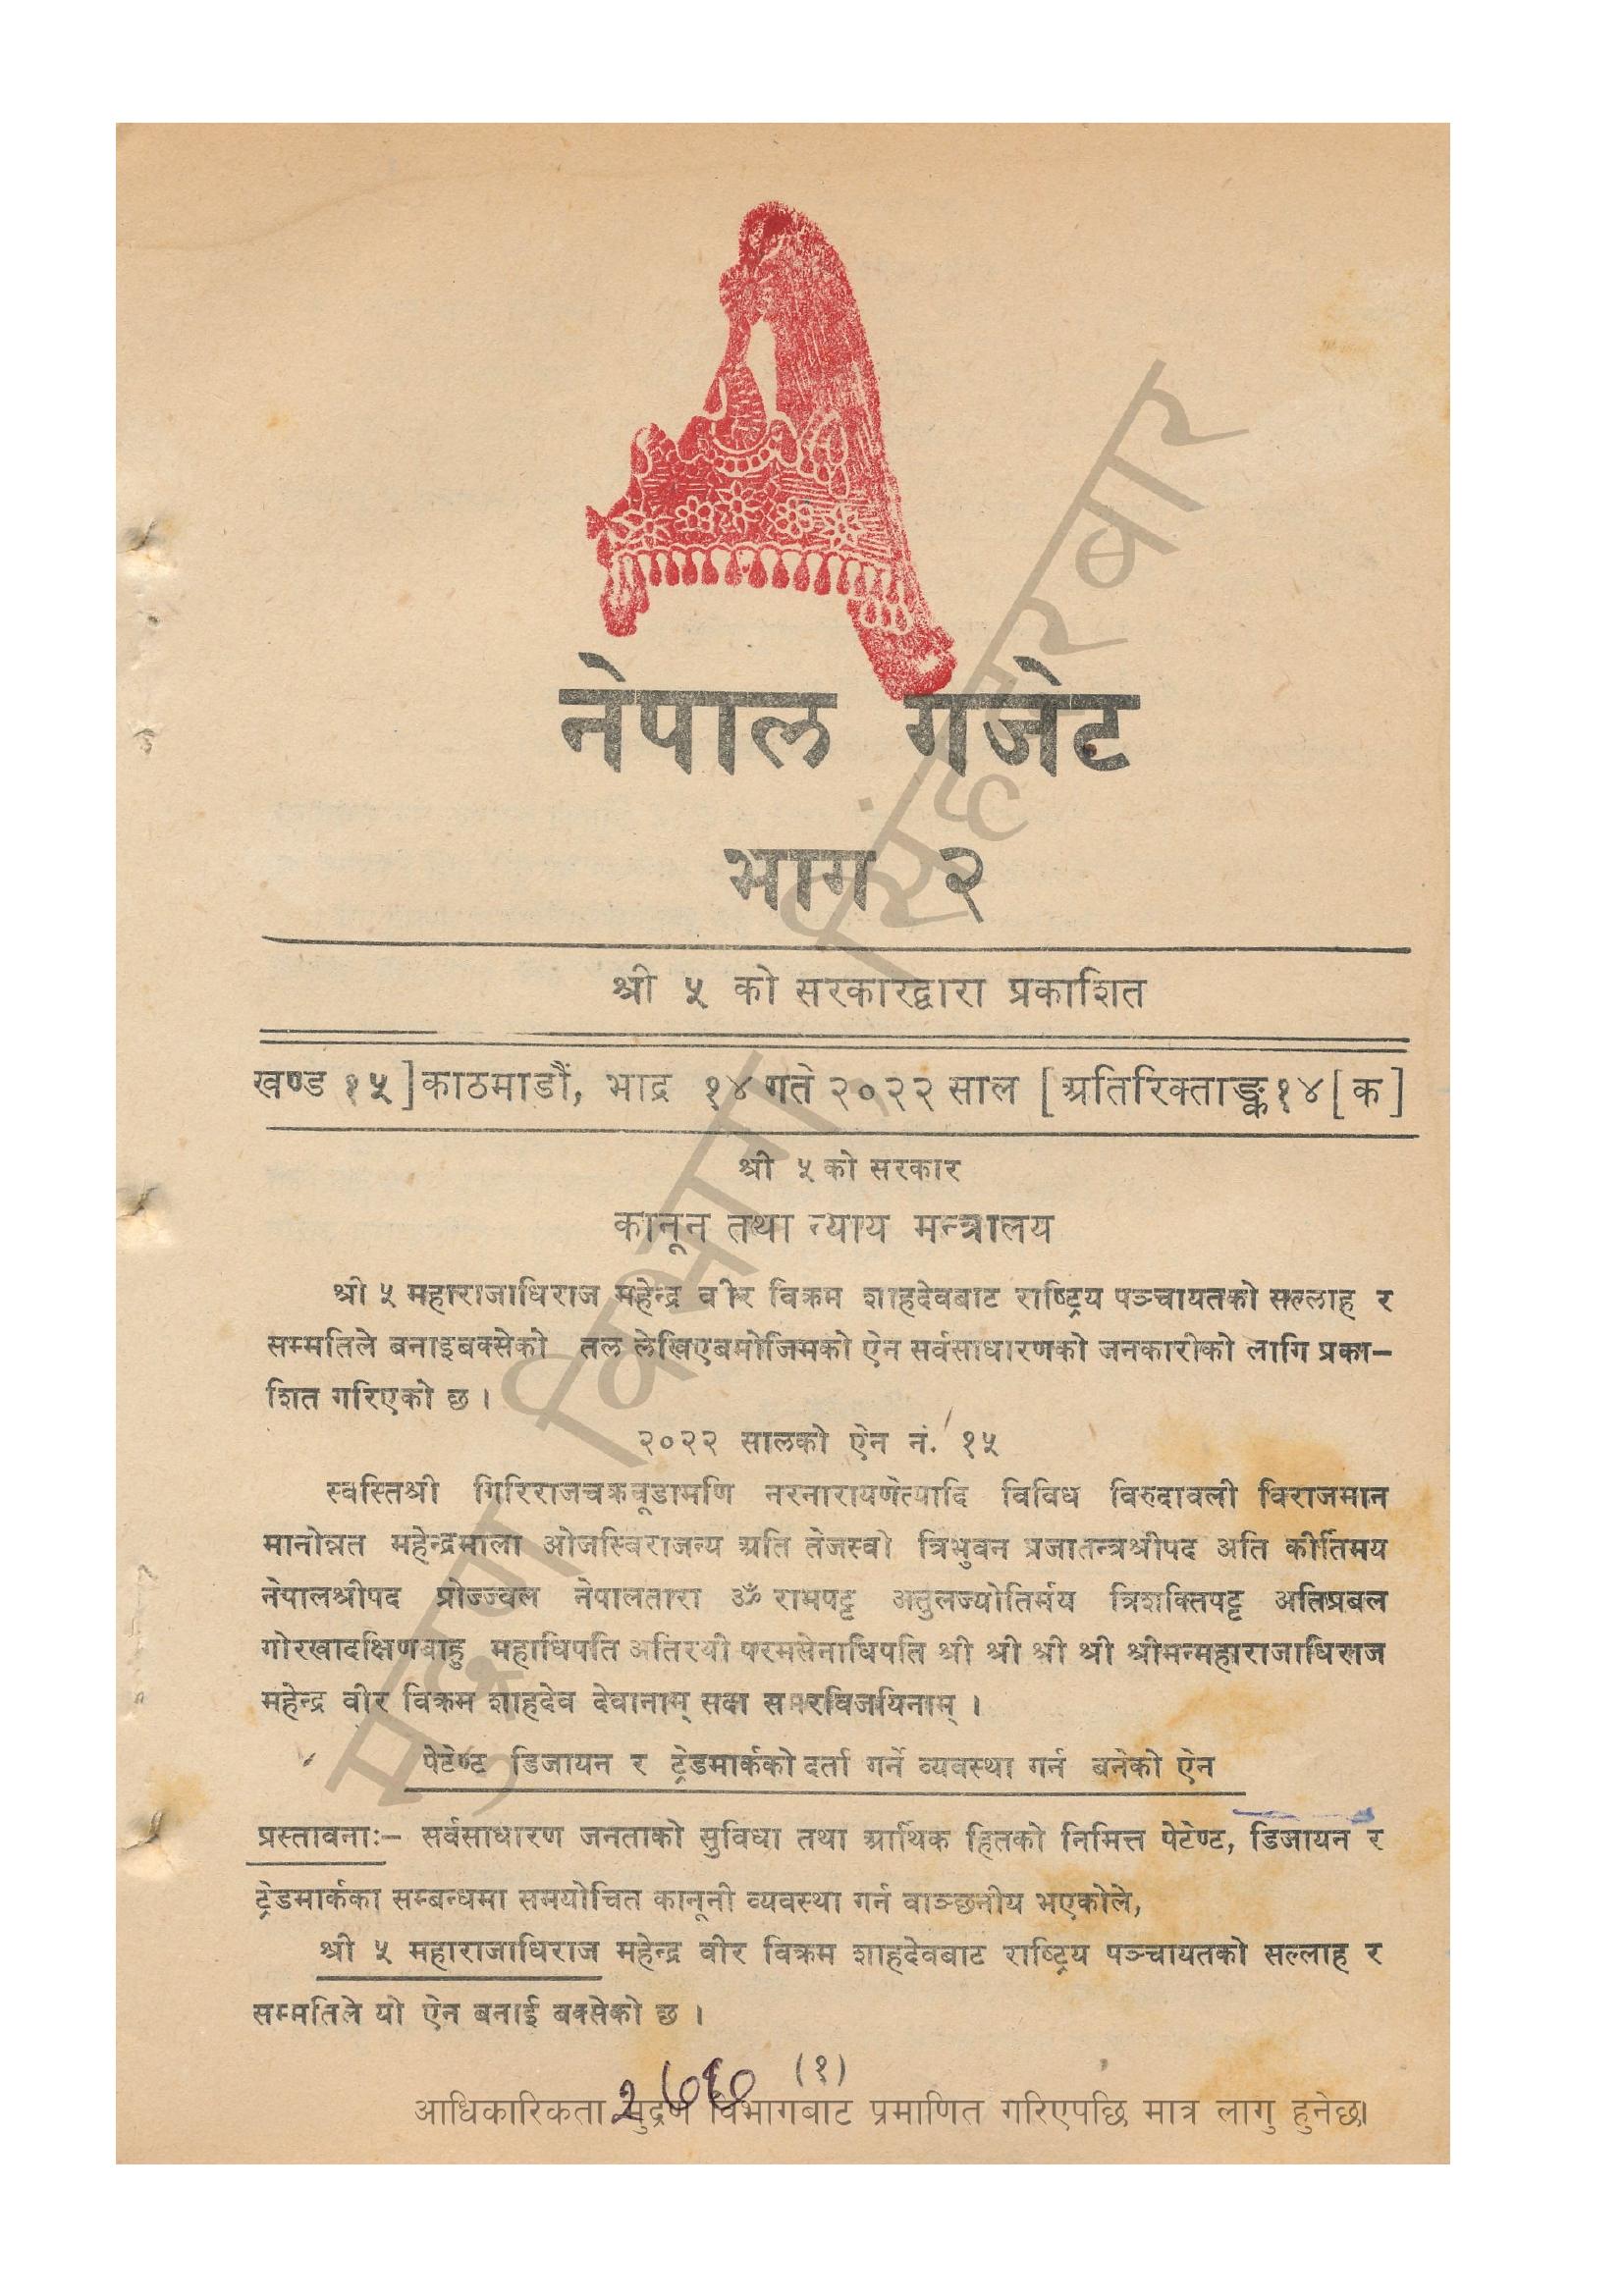 नेपाल गजेट
भाग २
श्री ५ को सरकारद्वारा प्रकाशित
खण्ड १५] काठमाडौं, भाद्र १४ गते २०२२ साल [अतिरिक्ताङ्क १४ [क]
श्री ५ को सरकार
कानून तथा न्याय मन्त्रालय
श्री ५ महाराजाधिराज महेन्द्र वीर विक्रम शाहदेवबाट राष्ट्रिय पञ्चायतको सल्लाह र
सम्मतिले बनाइबक्सेको तल लेखिएबमोजिमको ऐन सर्वसाधारणको जनकारीको लागि प्रका-
शित गरिएको छ ।
२०२२ सालको ऐन नं. १५
स्वस्तिश्री गिरिराजचक्रचूडामणि नरनारायणेत्यादि विविध विरुदावली विराजमान
मानोन्नत महेन्द्रमाला ओजस्विराजन्य अति तेजस्वी त्रिभुवन प्रजातन्त्रश्रीपद अति कीर्तिमय
नेपालश्रीपद प्रोज्ज्वल नेपालतारा ॐ रामपट्ट अतुलज्योतिर्मय त्रिशक्तिपट्ट अतिप्रबल
गोरखादक्षिणबाहु महाधिपति अतिरथी परमसेनाधिपति श्री श्री श्री श्री श्रीमन्महाराजाधिराज
महेन्द्र वीर विक्रम शाहदेव देवानाम् सदा समरविजयिनाम् ।
पेटेण्ट डिजायन र ट्रेडमार्कको दर्ता गर्ने व्यवस्था गर्न बनेको ऐन
प्रस्तावनाः- सर्वसाधारण जनताको सुविधा तथा आर्थिक हितको निमित्त पेटेण्ट, डिजायन र
ट्रेडमार्कका सम्बन्धमा समयोचित कानूनी व्यवस्था गर्न वाञ्छनीय भएकोले,
श्री ५ महाराजाधिराज महेन्द्र वीर विक्रम शाहदेवबाट राष्ट्रिय पञ्चायतको सल्लाह र
सम्मतिले यो ऐन बनाई बक्सेको छ ।
(१)
आधिकारिकता मुद्रण विभागबाट प्रमाणित गरिएपछि मात्र लागु हुनेछ।
मुद्रण विभाग, सिंहदरबार